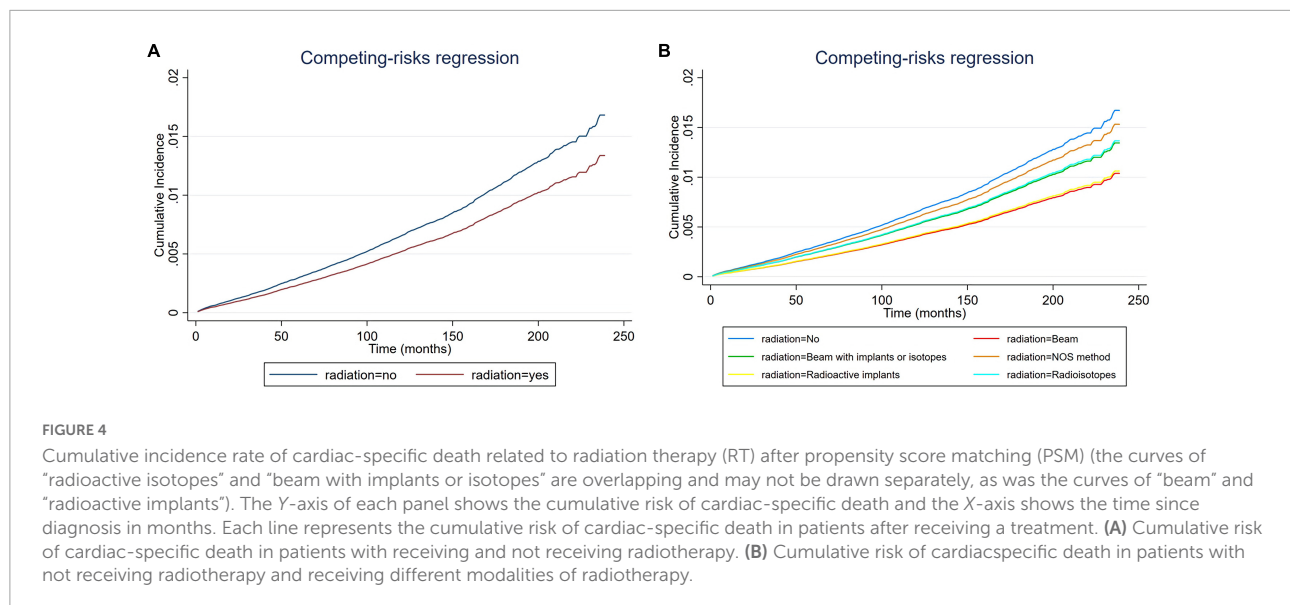 A
Competing-risks regression
Cumulative Incidence
.02
.015
.01
.005
0
0 50 100 150 200 250
Time (months)
radiation=no radiation=yes
B
Competing-risks regression
Cumulative Incidence
.02
.015
.01
.005
0
0 50 100 150 200 250
Time (months)
radiation=No radiation=Beam
radiation=Beam with implants or isotopes radiation=NOS method
radiation=Radioactive implants radiation=Radioisotopes
FIGURE 4
Cumulative incidence rate of cardiac-specific death related to radiation therapy (RT) after propensity score matching (PSM) (the curves of
“radioactive isotopes” and “beam with implants or isotopes” are overlapping and may not be drawn separately, as was the curves of “beam” and
“radioactive implants”). The Y-axis of each panel shows the cumulative risk of cardiac-specific death and the X-axis shows the time since
diagnosis in months. Each line represents the cumulative risk of cardiac-specific death in patients after receiving a treatment. (A) Cumulative risk
of cardiac-specific death in patients with receiving and not receiving radiotherapy. (B) Cumulative risk of cardiacspecific death in patients with
not receiving radiotherapy and receiving different modalities of radiotherapy.